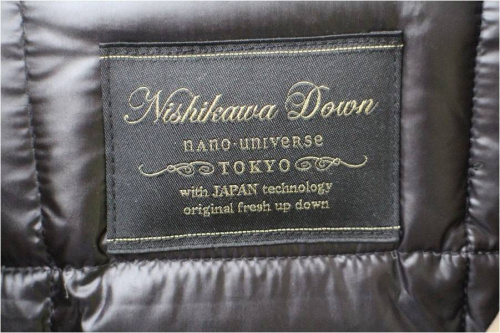 Nishikawa Down
nano·universe
TOKYO
with JAPAN technology
original fresh up down